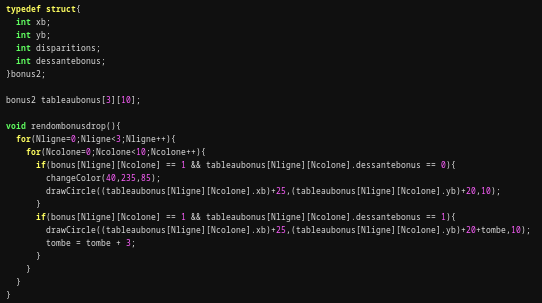 typedef struct{
int xb;
int yb;
int disparitions;
int dessantebonus;
}bonus2;
bonus2 tableaubonus[3][10];
void rendombonusdrop(){
for(Nligne=0;Nligne<3;Nligne++){
for(Ncolone=0;Ncolone<10;Ncolone++){
if(bonus[Nligne][Ncolone] == 1 && tableaubonus[Nligne][Ncolone].dessantebonus == 0){
changeColor(40,235,85);
drawCircle((tableaubonus[Nligne][Ncolone].xb)+25,(tableaubonus[Nligne][Ncolone].yb)+20,10);
}
if(bonus[Nligne][Ncolone] == 1 && tableaubonus[Nligne][Ncolone].dessantebonus == 1){
drawCircle((tableaubonus[Nligne][Ncolone].xb)+25,(tableaubonus[Nligne][Ncolone].yb)+20+tombe,10);
tombe = tombe + 3;
}
}
}
}